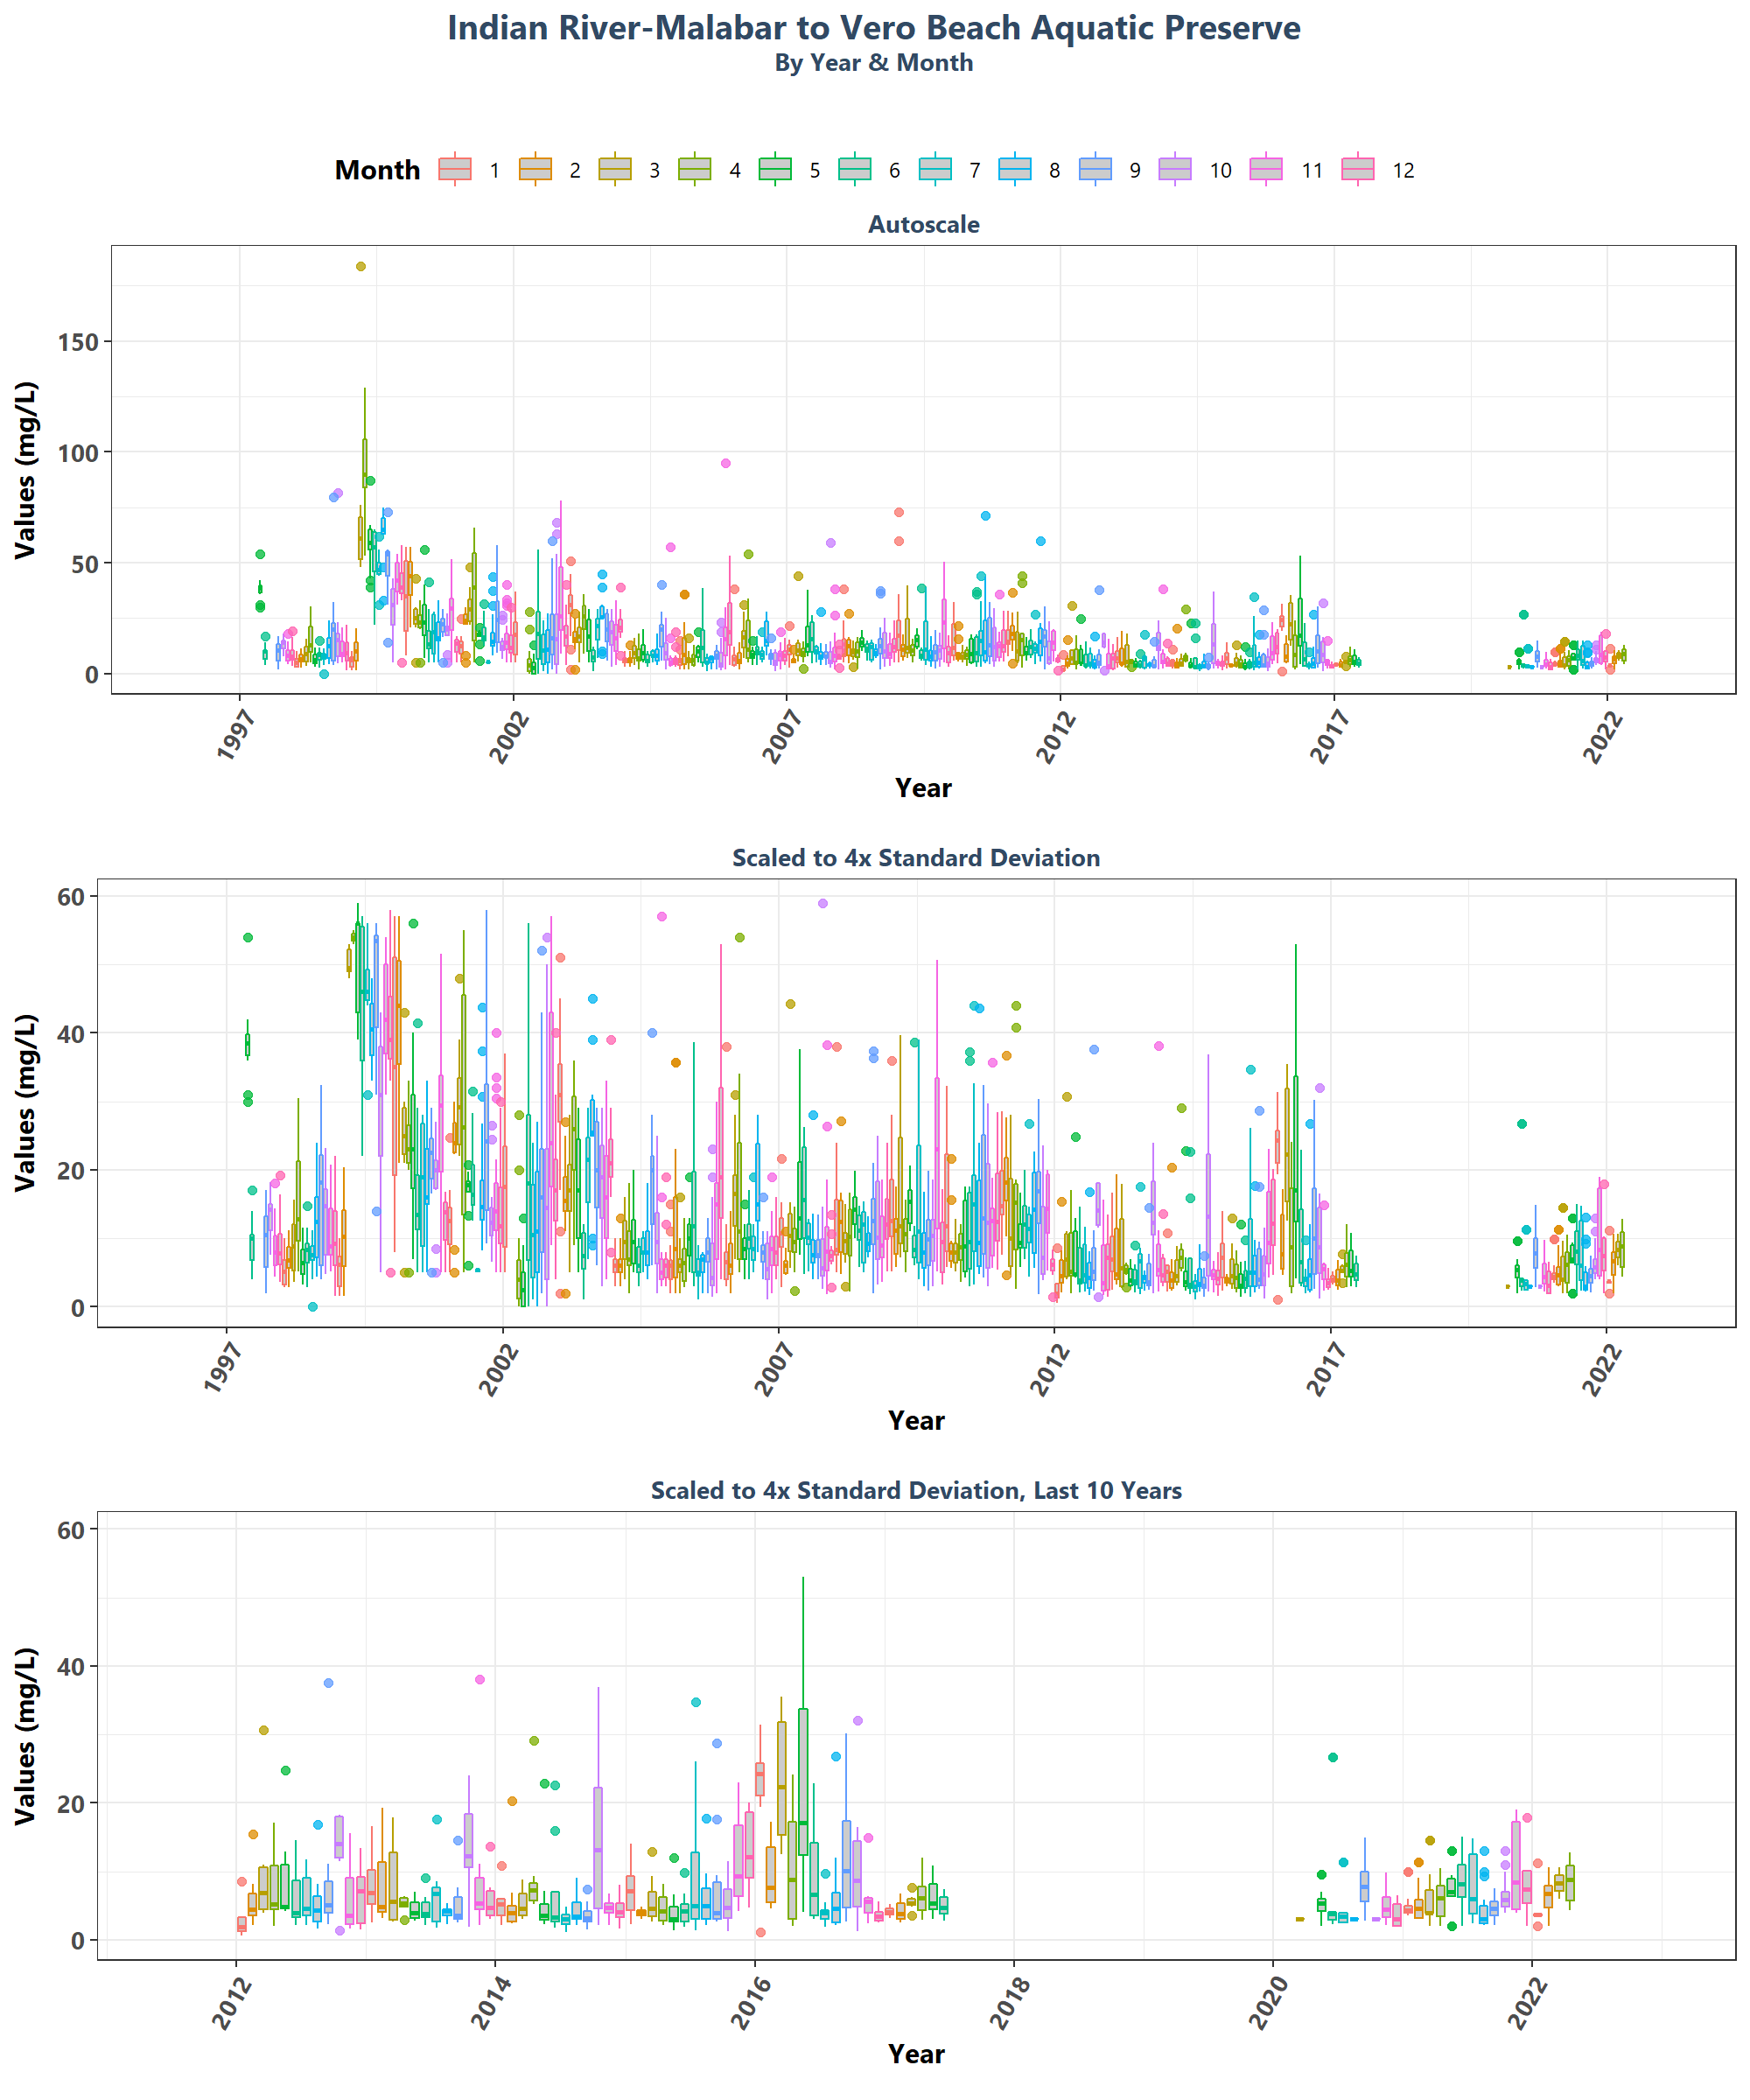 Indian River-Malabar to Vero Beach Aquatic Preserve
By Year & Month
Month 1 2 3 4 5 6 7 8 9 10 11 12
Autoscale
Values (mg/L)
150
100
50
0
1997 2002 2007 2012 2017 2022
Year
Scaled to 4x Standard Deviation
Values (mg/L)
60
40
20
0
1997 2002 2007 2012 2017 2022
Year
Scaled to 4x Standard Deviation, Last 10 Years
Values (mg/L)
60
40
20
0
2012 2014 2016 2018 2020 2022
Year